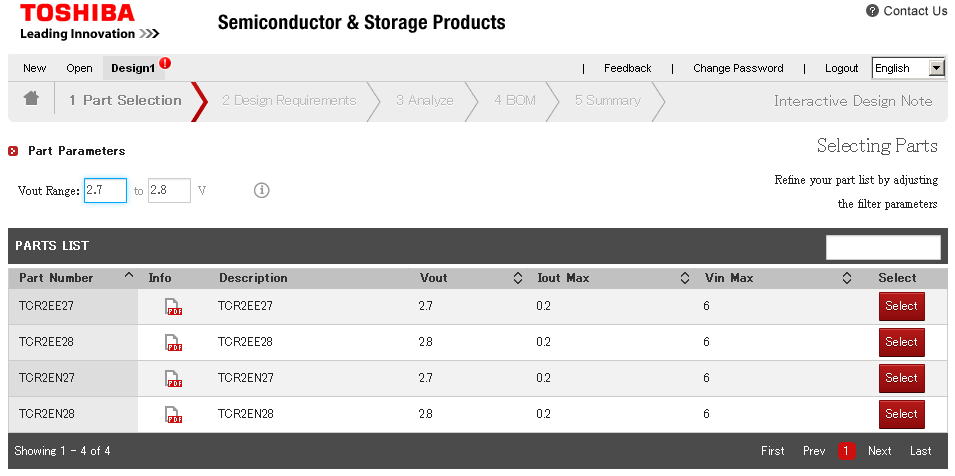 TOSHIBA
Leading Innovation >>>
Semiconductor & Storage Products
Contact Us
New Open Design1 | Feedback | Change Password | Logout English
1 Part Selection 2 Design Requirements 3 Analyze 4 BOM 5 Summary Interactive Design Note
Part Parameters
Selecting Parts
Vout Range: 2.7 to 2.8 V
Refine your part list by adjusting
the filter parameters
PARTS LIST
Part Number Info Description Vout Iout Max Vin Max Select
TCR2EE27 PDF TCR2EE27 2.7 0.2 6 Select
TCR2EE28 PDF TCR2EE28 2.8 0.2 6 Select
TCR2EN27 PDF TCR2EN27 2.7 0.2 6 Select
TCR2EN28 PDF TCR2EN28 2.8 0.2 6 Select
Showing 1 - 4 of 4 First Prev 1 Next Last